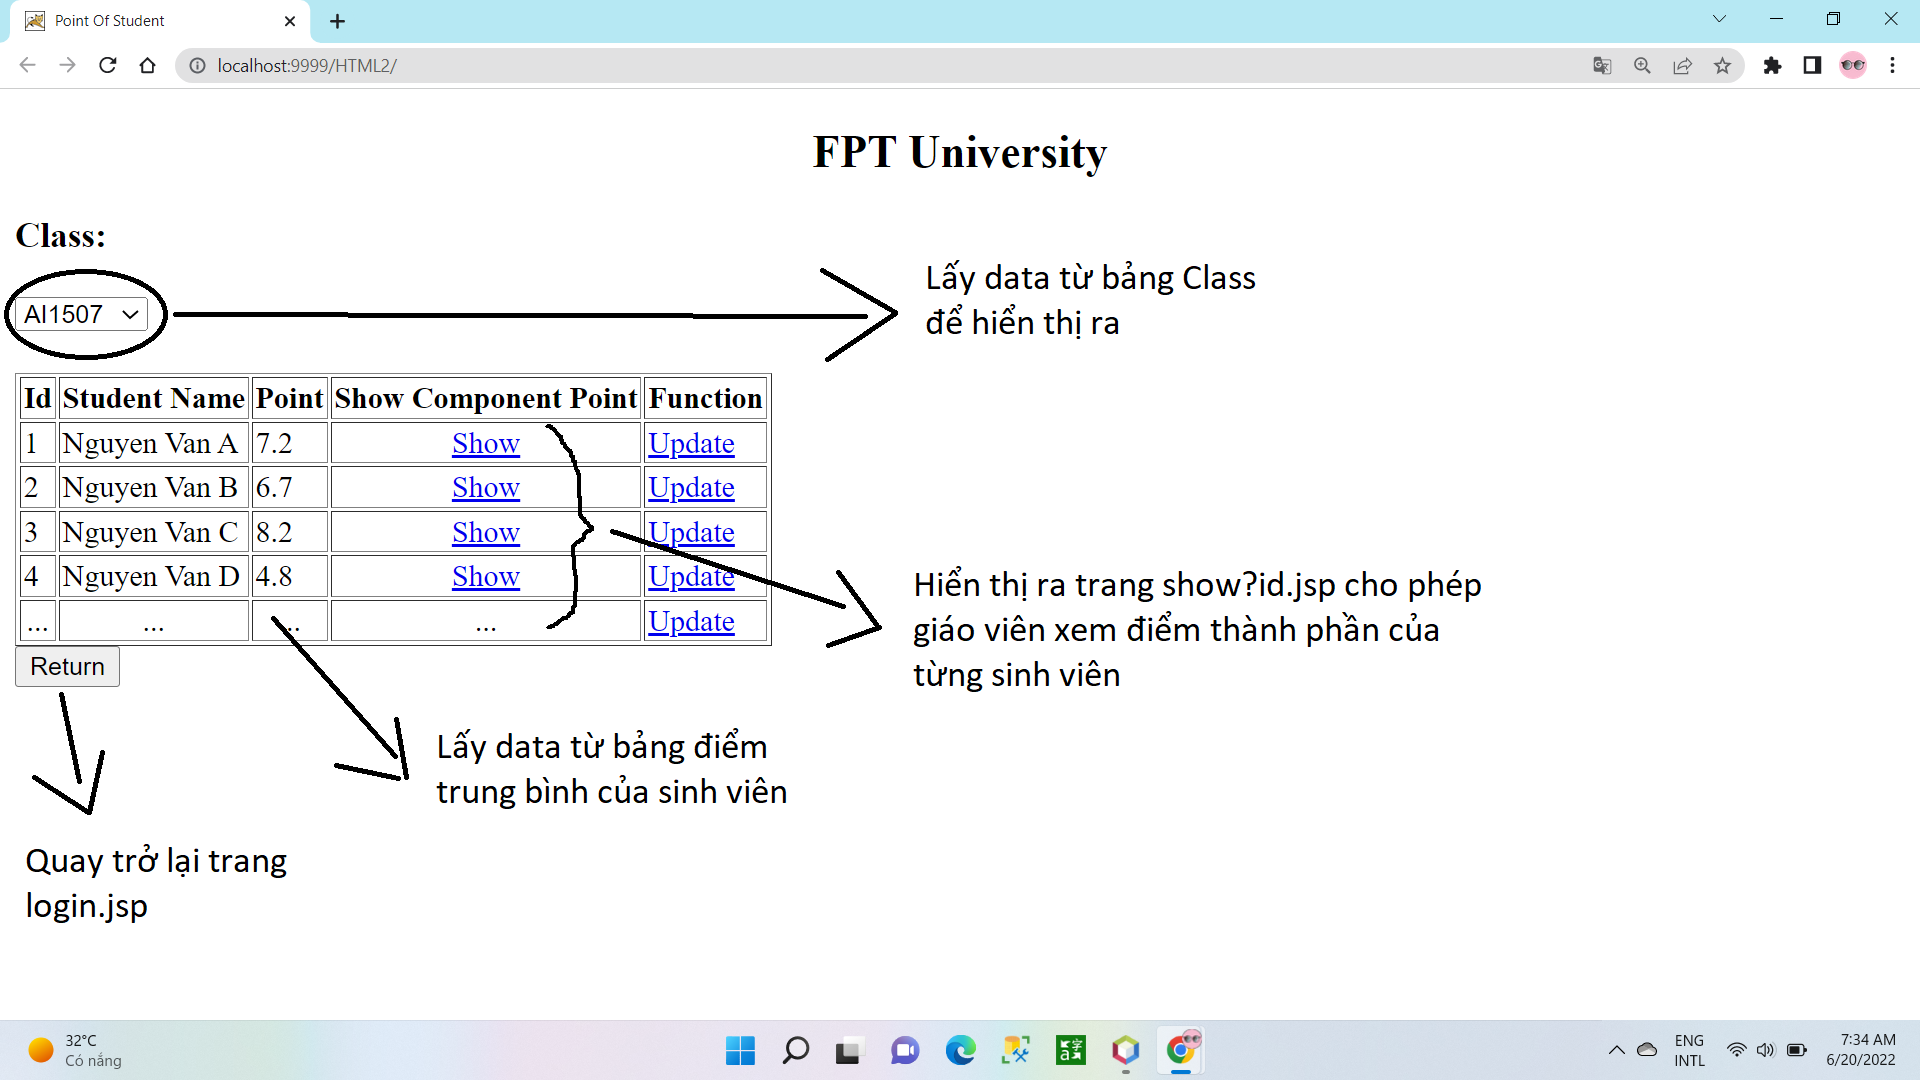 Point Of Student
localhost:9999/HTML2/
FPT University
Class:
AI1507
Lấy data từ bảng Class
để hiển thị ra
Id Student Name Point Show Component Point Function
1 Nguyen Van A 7.2 Show Update
2 Nguyen Van B 6.7 Show Update
3 Nguyen Van C 8.2 Show Update
4 Nguyen Van D 4.8 Show Update
... ... ... ... Update
Return
Hiển thị ra trang show?id.jsp cho phép
giáo viên xem điểm thành phần của
từng sinh viên
Lấy data từ bảng điểm
trung bình của sinh viên
Quay trở lại trang
login.jsp
32°C
Có nắng
ENG
INTL
7:34 AM
6/20/2022